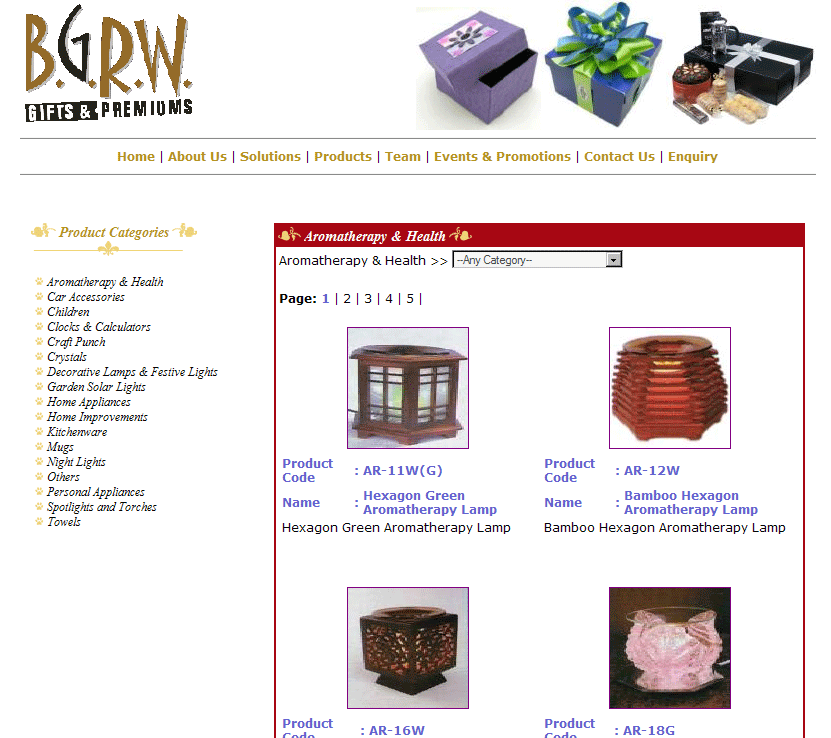 B.G.R.W.
GIFTS & PREMIUMS
Home | About Us | Solutions | Products | Team | Events & Promotions | Contact Us | Enquiry
Product Categories
Aromatherapy & Health
Car Accessories
Children
Clocks & Calculators
Craft Punch
Crystals
Decorative Lamps & Festive Lights
Garden Solar Lights
Home Appliances
Home Improvements
Kitchenware
Mugs
Night Lights
Others
Personal Appliances
Spotlights and Torches
Towels
Aromatherapy & Health
Aromatherapy & Health >> --Any Category--
Page: 1 | 2 | 3 | 4 | 5 |
Product Code : AR-11W(G)
Name : Hexagon Green
Aromatherapy Lamp
Hexagon Green Aromatherapy Lamp
Product Code : AR-12W
Name : Bamboo Hexagon
Aromatherapy Lamp
Bamboo Hexagon Aromatherapy Lamp
Product Code : AR-16W
Product Code : AR-18G